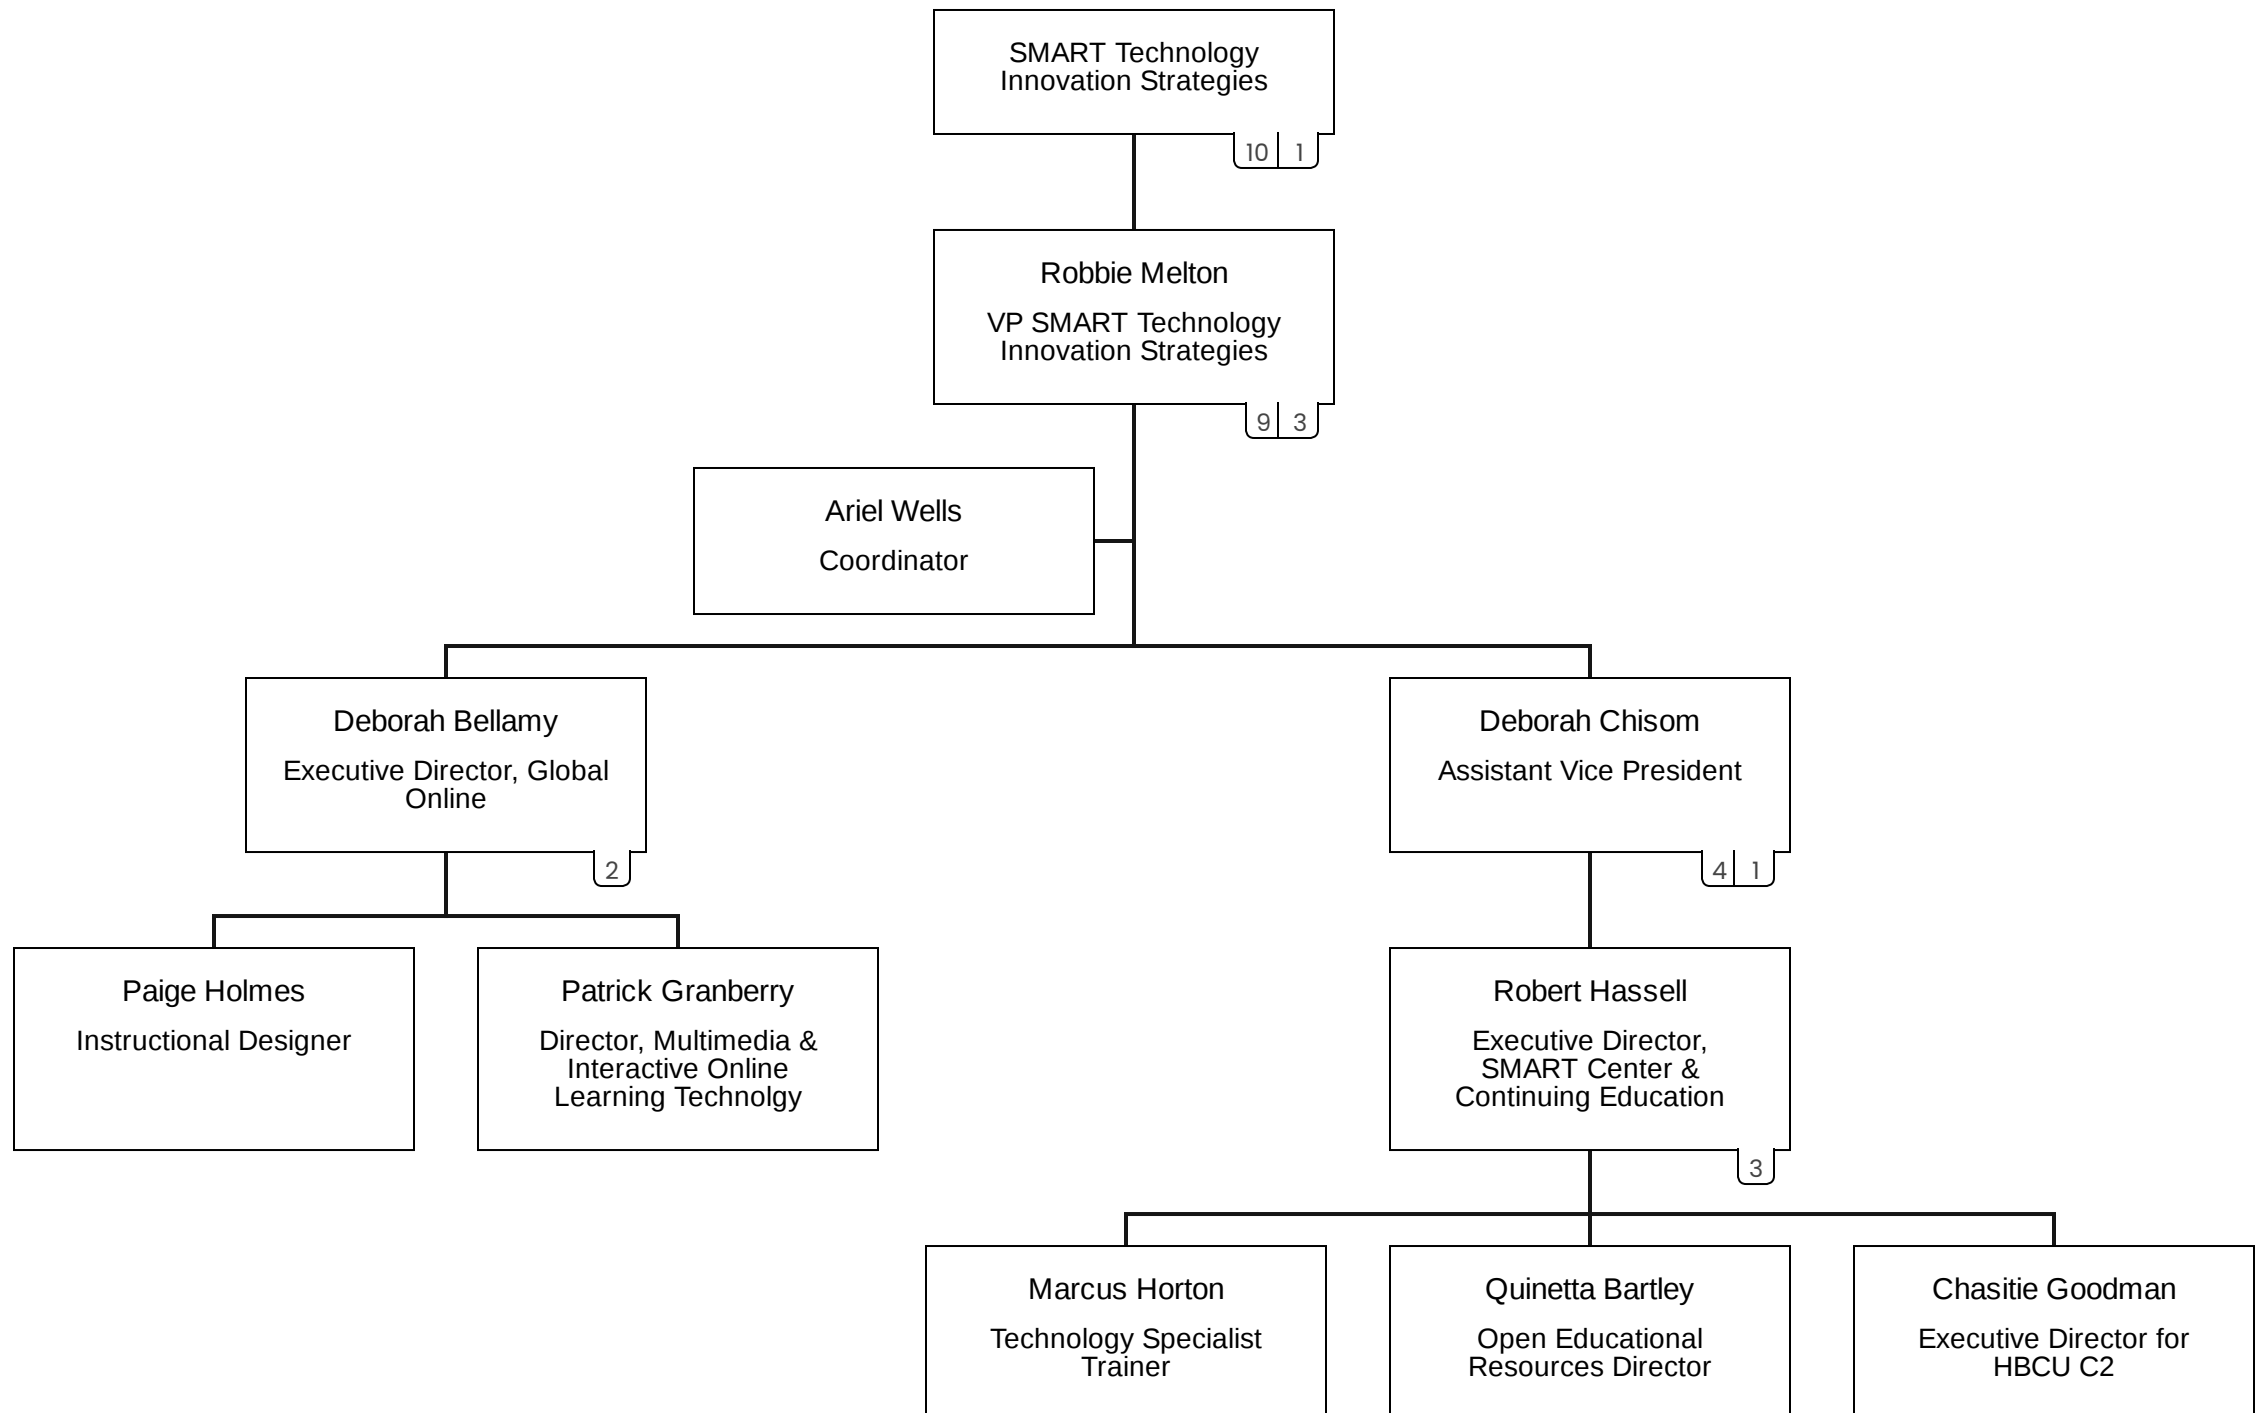 SMART Technology
Innovation Strategies
10 1
Robbie Melton
VP SMART Technology
Innovation Strategies
9 3
Ariel Wells
Coordinator
Deborah Bellamy
Executive Director, Global
Online
2
Deborah Chisom
Assistant Vice President
4 1
Paige Holmes
Instructional Designer
Patrick Granberry
Director, Multimedia &
Interactive Online
Learning Technolgy
Robert Hassell
Executive Director,
SMART Center &
Continuing Education
3
Marcus Horton
Technology Specialist
Trainer
Quinetta Bartley
Open Educational
Resources Director
Chasitie Goodman
Executive Director for
HBCU C2